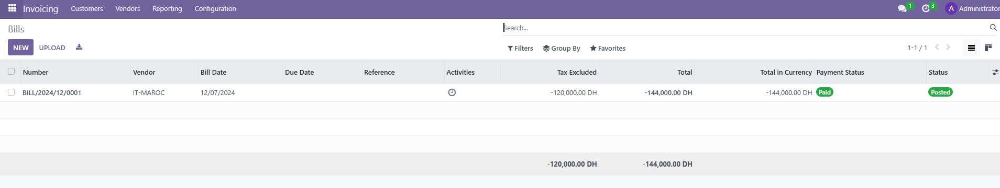 Invoicing Customers Vendors Reporting Configuration 1 3 A Administrator
Bills Search...
NEW UPLOAD Filters Group By Favorites 1-1 / 1
Number Vendor Bill Date Due Date Reference Activities Tax Excluded Total Total in Currency Payment Status Status
BILL/2024/12/0001 IT-MAROC 12/07/2024 -120,000.00 DH -144,000.00 DH -144,000.00 DH Paid Posted
-120,000.00 DH -144,000.00 DH